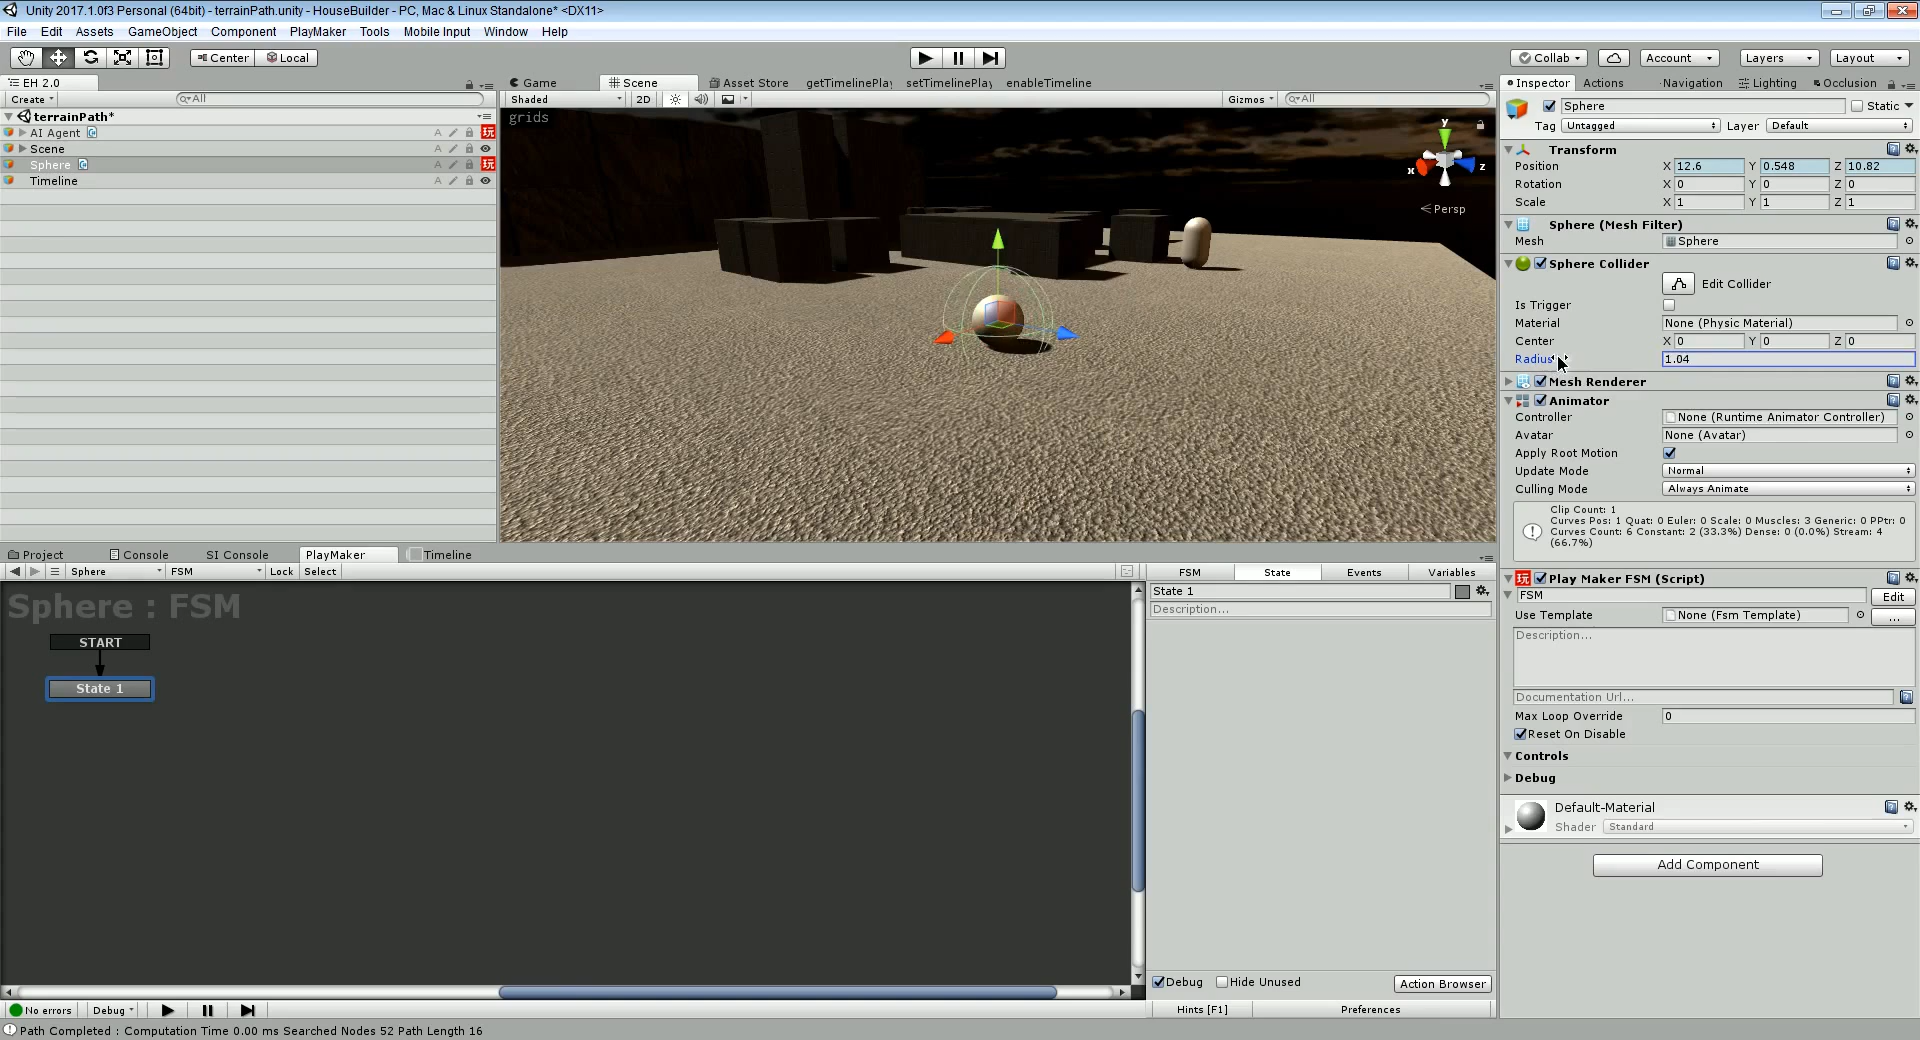 Unity 2017.1.0f3 Personal (64bit) - terrainPath.unity - HouseBuilder - PC, Mac & Linux Standalone* <DX11>
File Edit Assets GameObject Component PlayMaker Tools Mobile Input Window Help
Center Local Collab Account Layers Layout
EH 2.0
Create All
terrainPath*
AI Agent A 玩
Scene A
Sphere A 玩
Timeline A
Game Scene Asset Store getTimelinePlay setTimelinePlay enableTimeline
Shaded 2D Gizmos All
grids
y
x z
Persp
Inspector Actions Navigation Lighting Occlusion
Sphere Static
Tag Untagged Layer Default
Transform
Position X 12.6 Y 0.548 Z 10.82
Rotation X 0 Y 0 Z 0
Scale X 1 Y 1 Z 1
Sphere (Mesh Filter)
Mesh Sphere
Sphere Collider
Edit Collider
Is Trigger
Material None (Physic Material)
Center X 0 Y 0 Z 0
Radius 1.04
Mesh Renderer
Animator
Controller None (Runtime Animator Controller)
Avatar None (Avatar)
Apply Root Motion
Update Mode Normal
Culling Mode Always Animate
Clip Count: 1
Curves Pos: 1 Quat: 0 Euler: 0 Scale: 0 Muscles: 3 Generic: 0 PPtr: 0
Curves Count: 6 Constant: 2 (33.3%) Dense: 0 (0.0%) Stream: 4
(66.7%)
玩 Play Maker FSM (Script)
FSM Edit
Use Template None (Fsm Template) ...
Description...
Documentation Url...
Max Loop Override 0
Reset On Disable
Controls
Debug
Default-Material
Shader Standard
Add Component
Project Console SI Console PlayMaker Timeline
Sphere FSM Lock Select
Sphere : FSM
START
State 1
FSM State Events Variables
State 1
Description...
Debug Hide Unused Action Browser
No errors Debug Hints [F1] Preferences
Path Completed : Computation Time 0.00 ms Searched Nodes 52 Path Length 16